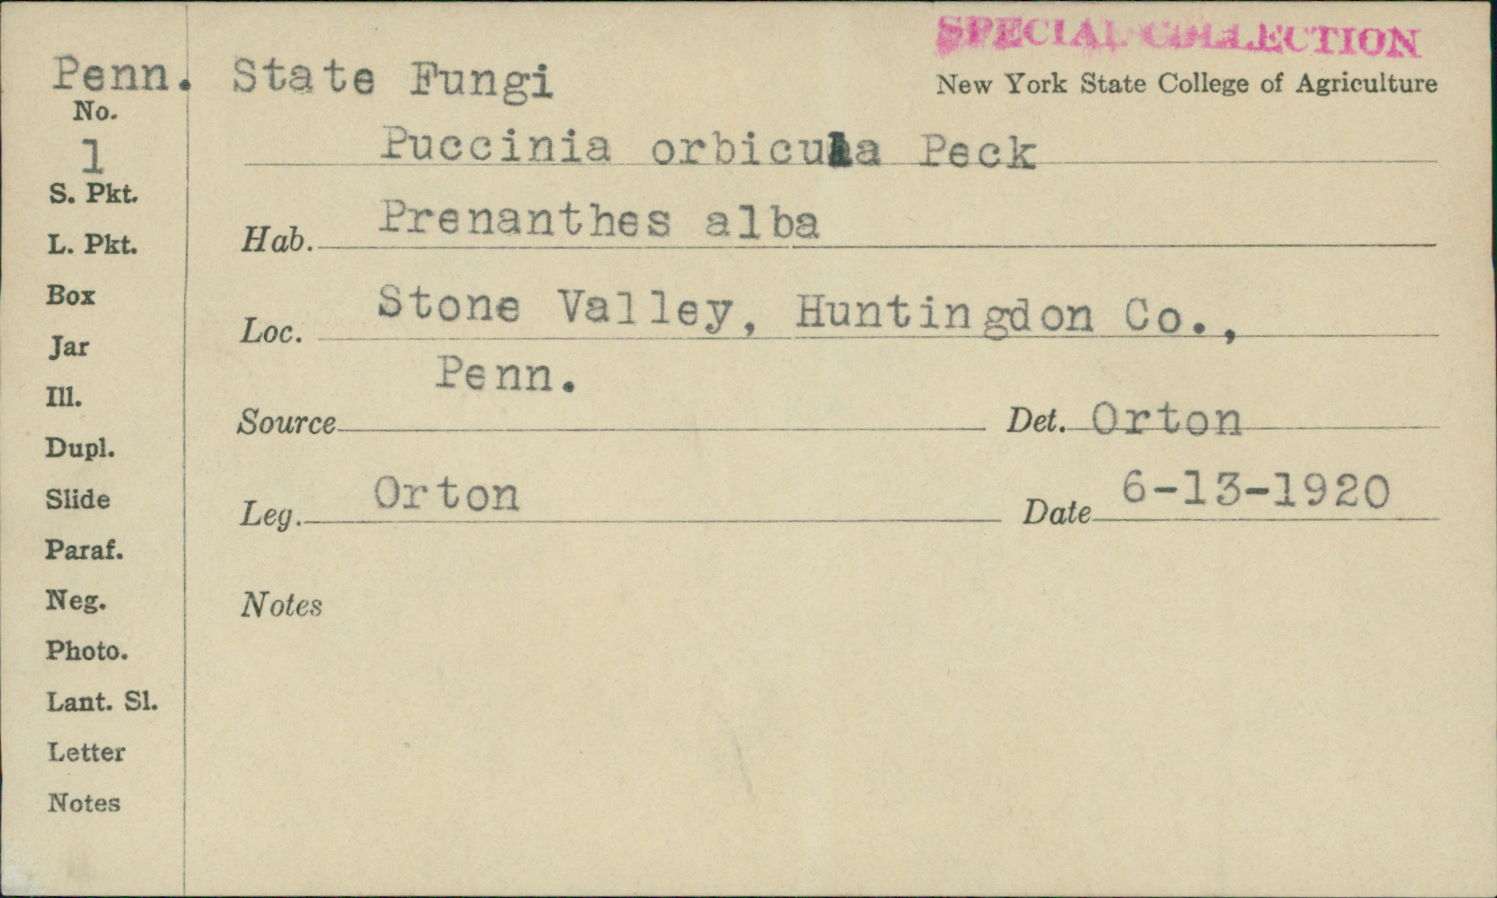 SPECIAL COLLECTION
Penn. State Fungi
New York State College of Agriculture
No.
1
Puccinia orbicula Peck
S. Pkt.
Hab. Prenanthes alba
L. Pkt.
Box
Loc. Stone Valley, Huntingdon Co.,
Jar
Penn.
Ill.
Source
Det. Orton
Dupl.
Slide
Leg. Orton
Date 6-13-1920
Paraf.
Neg.
Notes
Photo.
Lant. Sl.
Letter
Notes